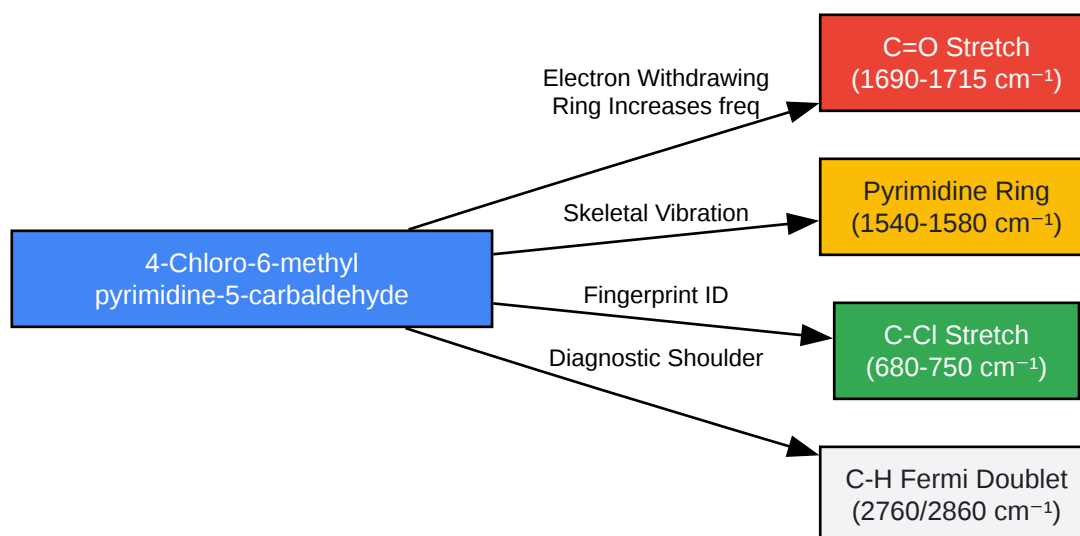 C=O Stretch
(1690-1715 cm⁻¹)
Electron Withdrawing
Ring Increases freq
Pyrimidine Ring
(1540-1580 cm⁻¹)
Skeletal Vibration
4-Chloro-6-methyl
pyrimidine-5-carbaldehyde
Fingerprint ID
C-Cl Stretch
(680-750 cm⁻¹)
Diagnostic Shoulder
C-H Fermi Doublet
(2760/2860 cm⁻¹)